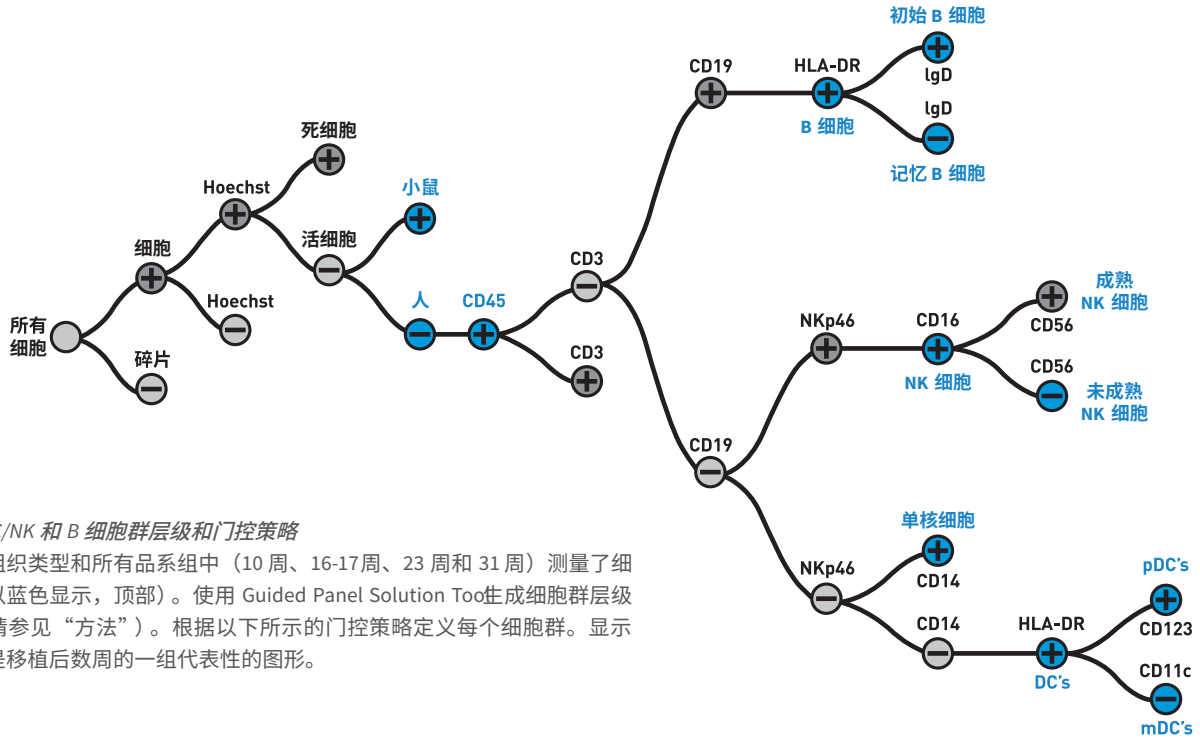 初始 B 细胞
CD19
HLA-DR
IgD
IgD
B 细胞
记忆 B 细胞
死细胞
Hoechst
小鼠
细胞
活细胞
CD3
Hoechst
人
CD45
所有
细胞
碎片
CD3
NKp46
CD16
成熟
NK 细胞
CD56
CD56
NK 细胞
未成熟
NK 细胞
CD19
单核细胞
NKp46
CD14
pDC's
CD14
HLA-DR
CD123
DC's
CD11c
mDC's
/NK 和 B 细胞群层级和门控策略
组织类型和所有品系组中（10 周、16-17周、23 周和 31 周）测量了细
以蓝色显示，顶部）。使用 Guided Panel Solution Too生成细胞群层级
请参见“方法”）。根据以下所示的门控策略定义每个细胞群。显示
是移植后数周的一组代表性的图形。